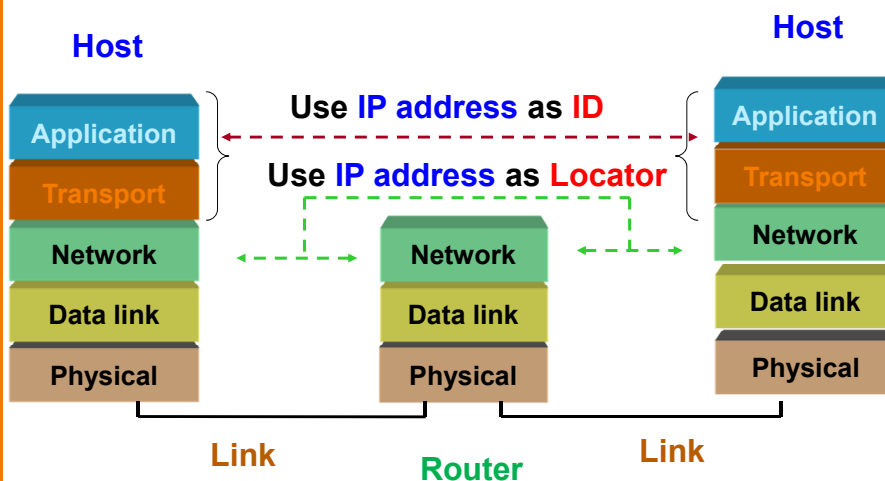 Host
Host
Use IP address as ID
Application
Application
Use IP address as Locator
Transport
Transport
Network
Network
Network
Data link
Data link
Data link
Physical
Physical
Physical
Link
Router
Link